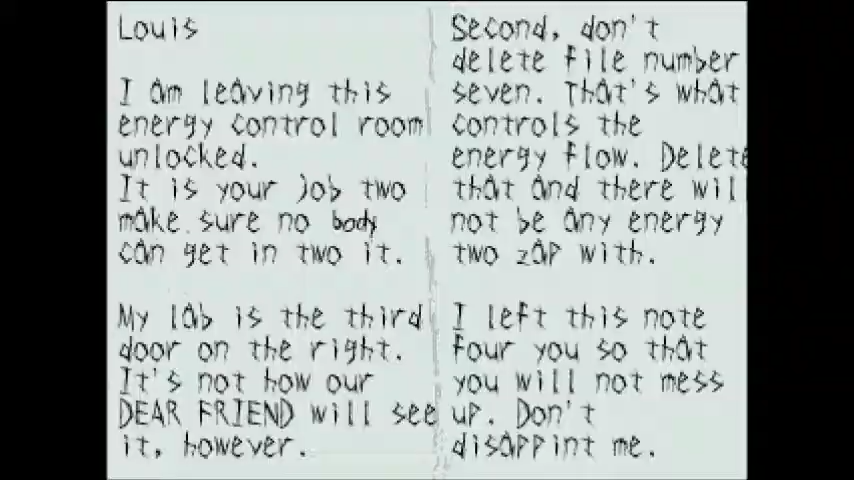 Louis
I am leaving this
energy control room
unlocked.
It is your job two
make sure no body
can get in two it.
My lab is the third
door on the right.
It's not how our
DEAR FRIEND will see
it, however.
Second, don't
delete file number
seven. That's what
controls the
energy flow. Delete
that and there will
not be any energy
two zap with.
I left this note
four you so that
you will not mess
up. Don't
disappint me.